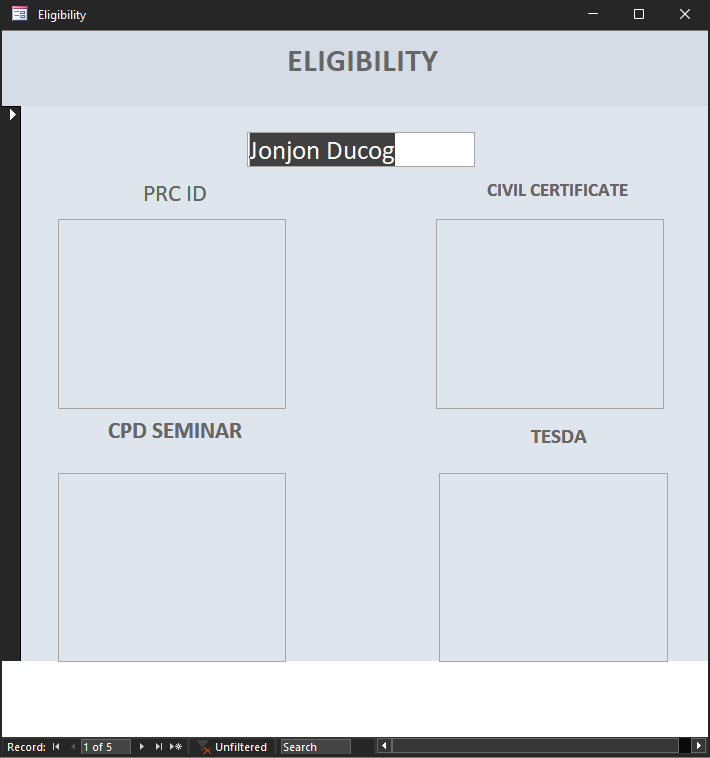 Eligibility
ELIGIBILITY
Jonjon Ducog
PRC ID
CIVIL CERTIFICATE
CPD SEMINAR
TESDA
Record: 1 of 5 Unfiltered Search